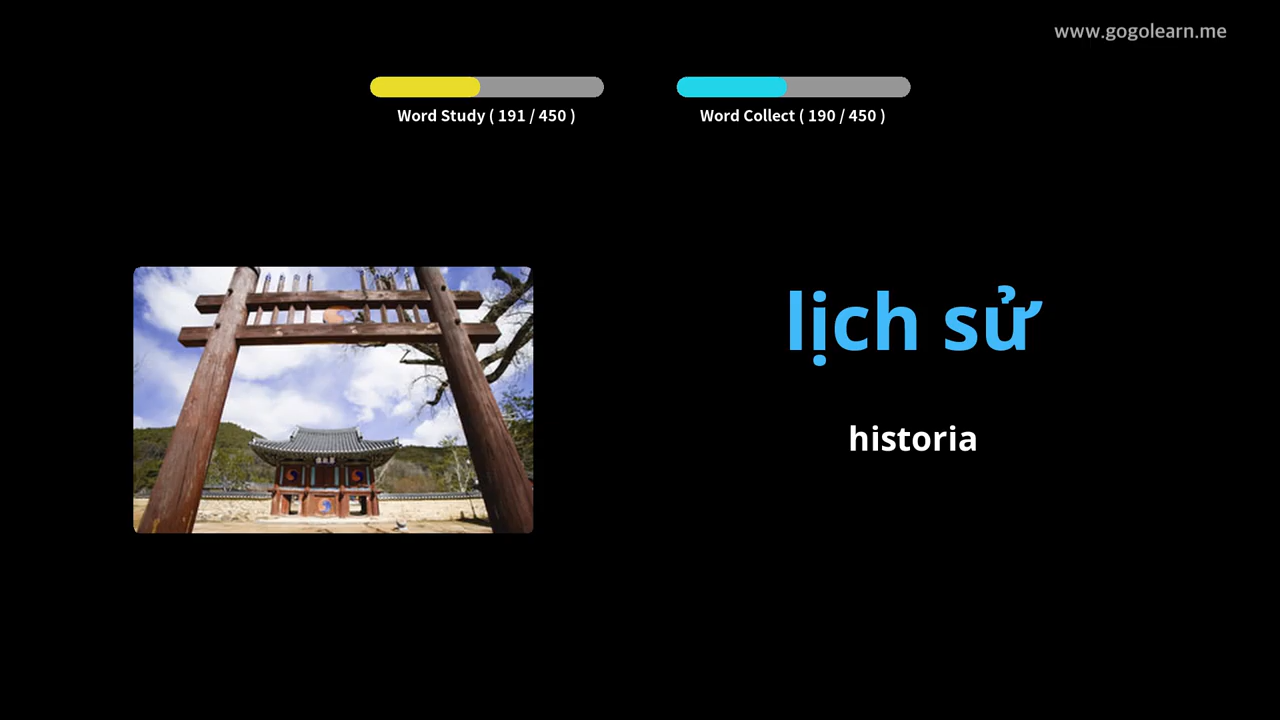 www.gogolearn.me
Word Study ( 191 / 450 )
Word Collect ( 190 / 450 )
lịch sử
historia